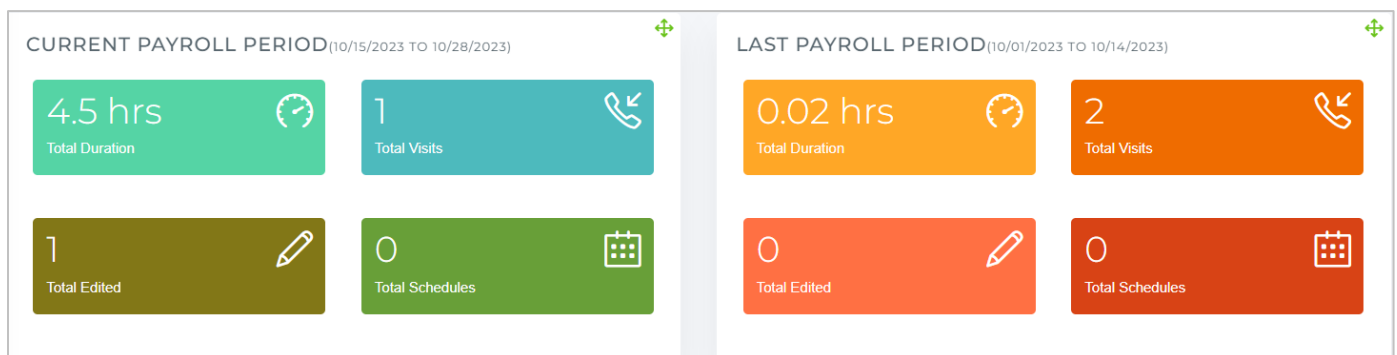 CURRENT PAYROLL PERIOD(10/15/2023 TO 10/28/2023)
4.5 hrs
Total Duration
1
Total Visits
1
Total Edited
0
Total Schedules
LAST PAYROLL PERIOD(10/01/2023 TO 10/14/2023)
0.02 hrs
Total Duration
2
Total Visits
0
Total Edited
0
Total Schedules